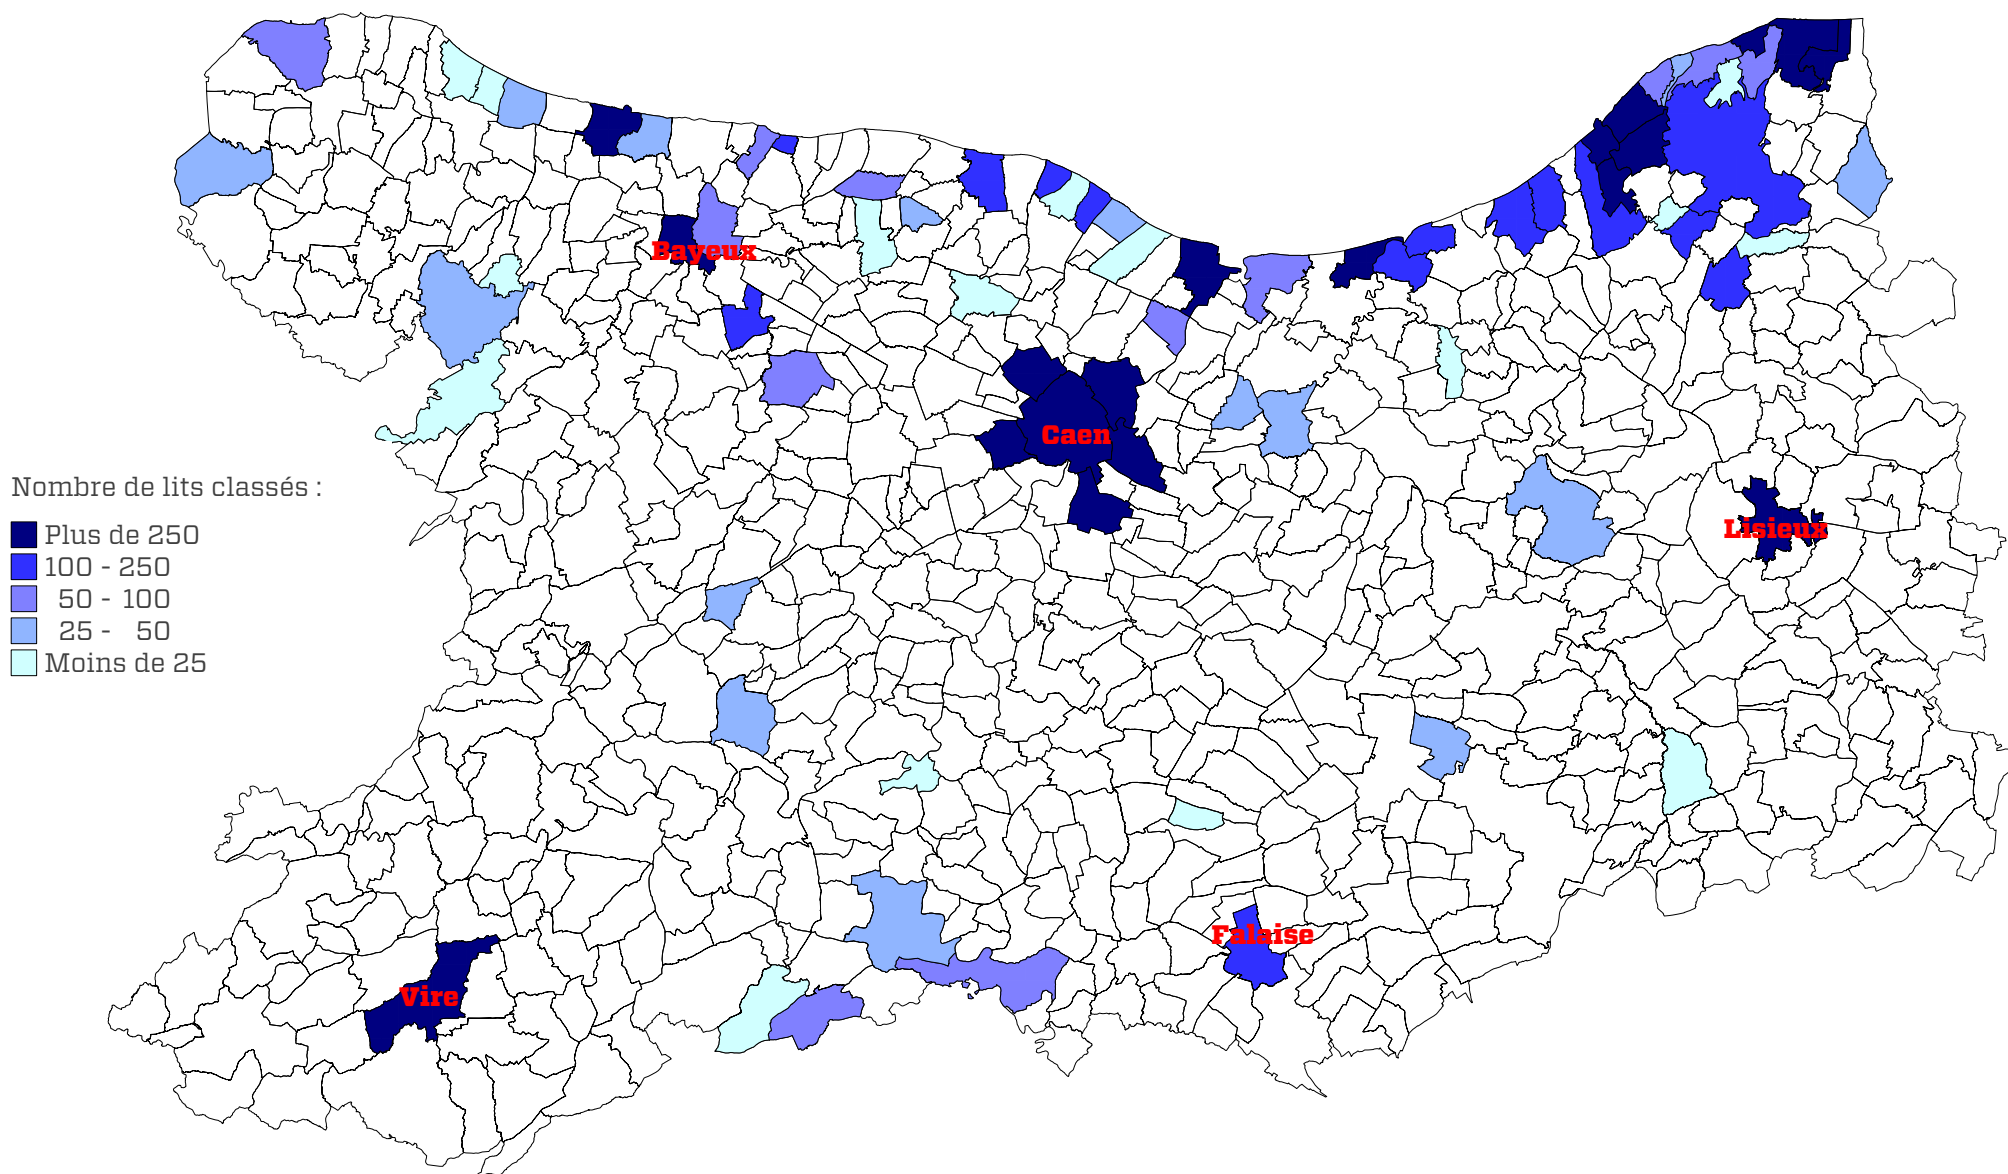 Bayeux
Caen
Nombre de lits classés :
Plus de 250
100 - 250
50 - 100
25 - 50
Moins de 25
Lisieux
Falaise
Vire